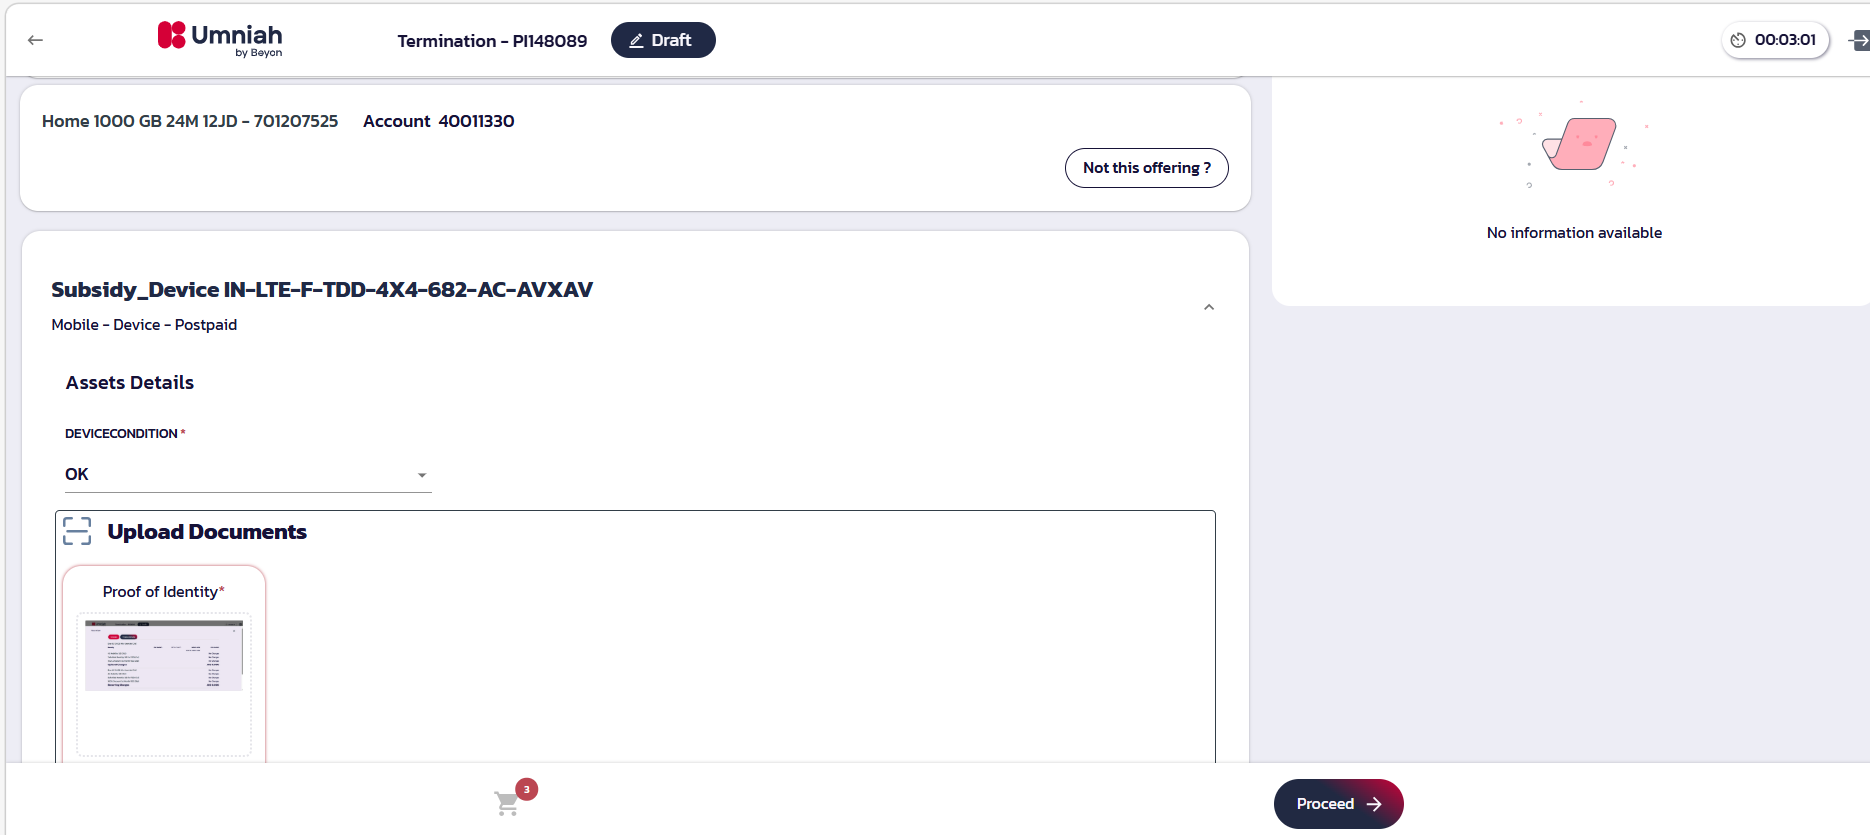 Umniah
by Beyon
Termination - PI148089
Draft
00:03:01
Home 1000 GB 24M 12JD - 701207525 Account 40011330
Not this offering ?
No information available
Subsidy_Device IN-LTE-F-TDD-4X4-682-AC-AVXAV
Mobile - Device - Postpaid
Assets Details
DEVICECONDITION *
OK
Upload Documents
Proof of Identity*
3
Proceed